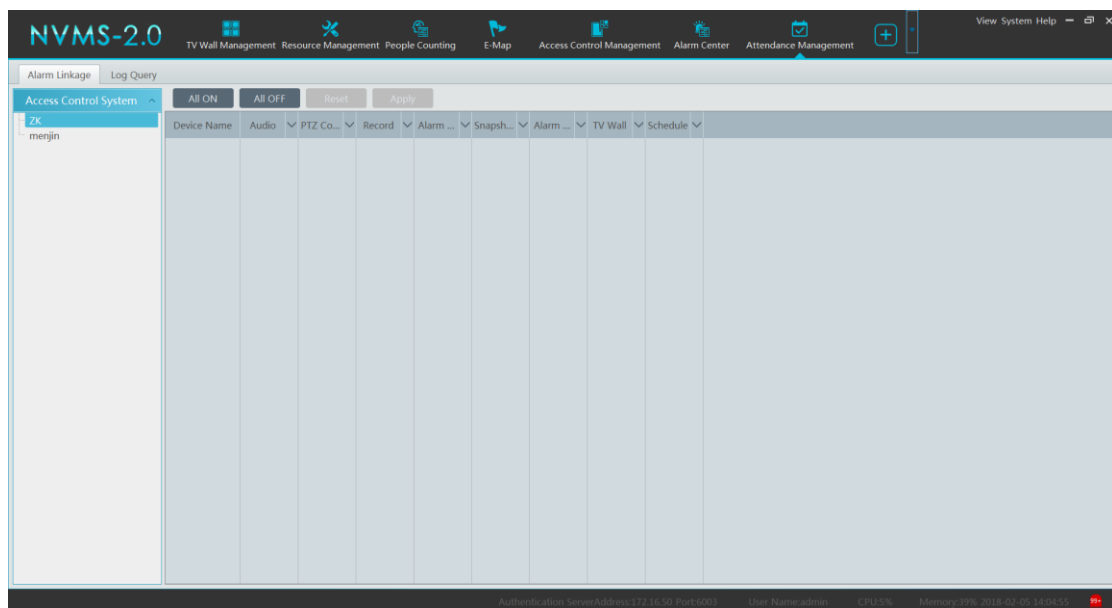 NVMS-2.0
TV Wall Management Resource Management People Counting E-Map Access Control Management Alarm Center Attendance Management
View System Help
Alarm Linkage Log Query
Access Control System
All ON All OFF Reset Apply
ZK
menjin
Device Name Audio PTZ Co... Record Alarm ... Snapsh... Alarm ... TV Wall Schedule
Authentication ServerAddress:172.16.50 Port:6003 User Name:admin CPU:5% Memory:39% 2018-02-05 14:04:55 99+